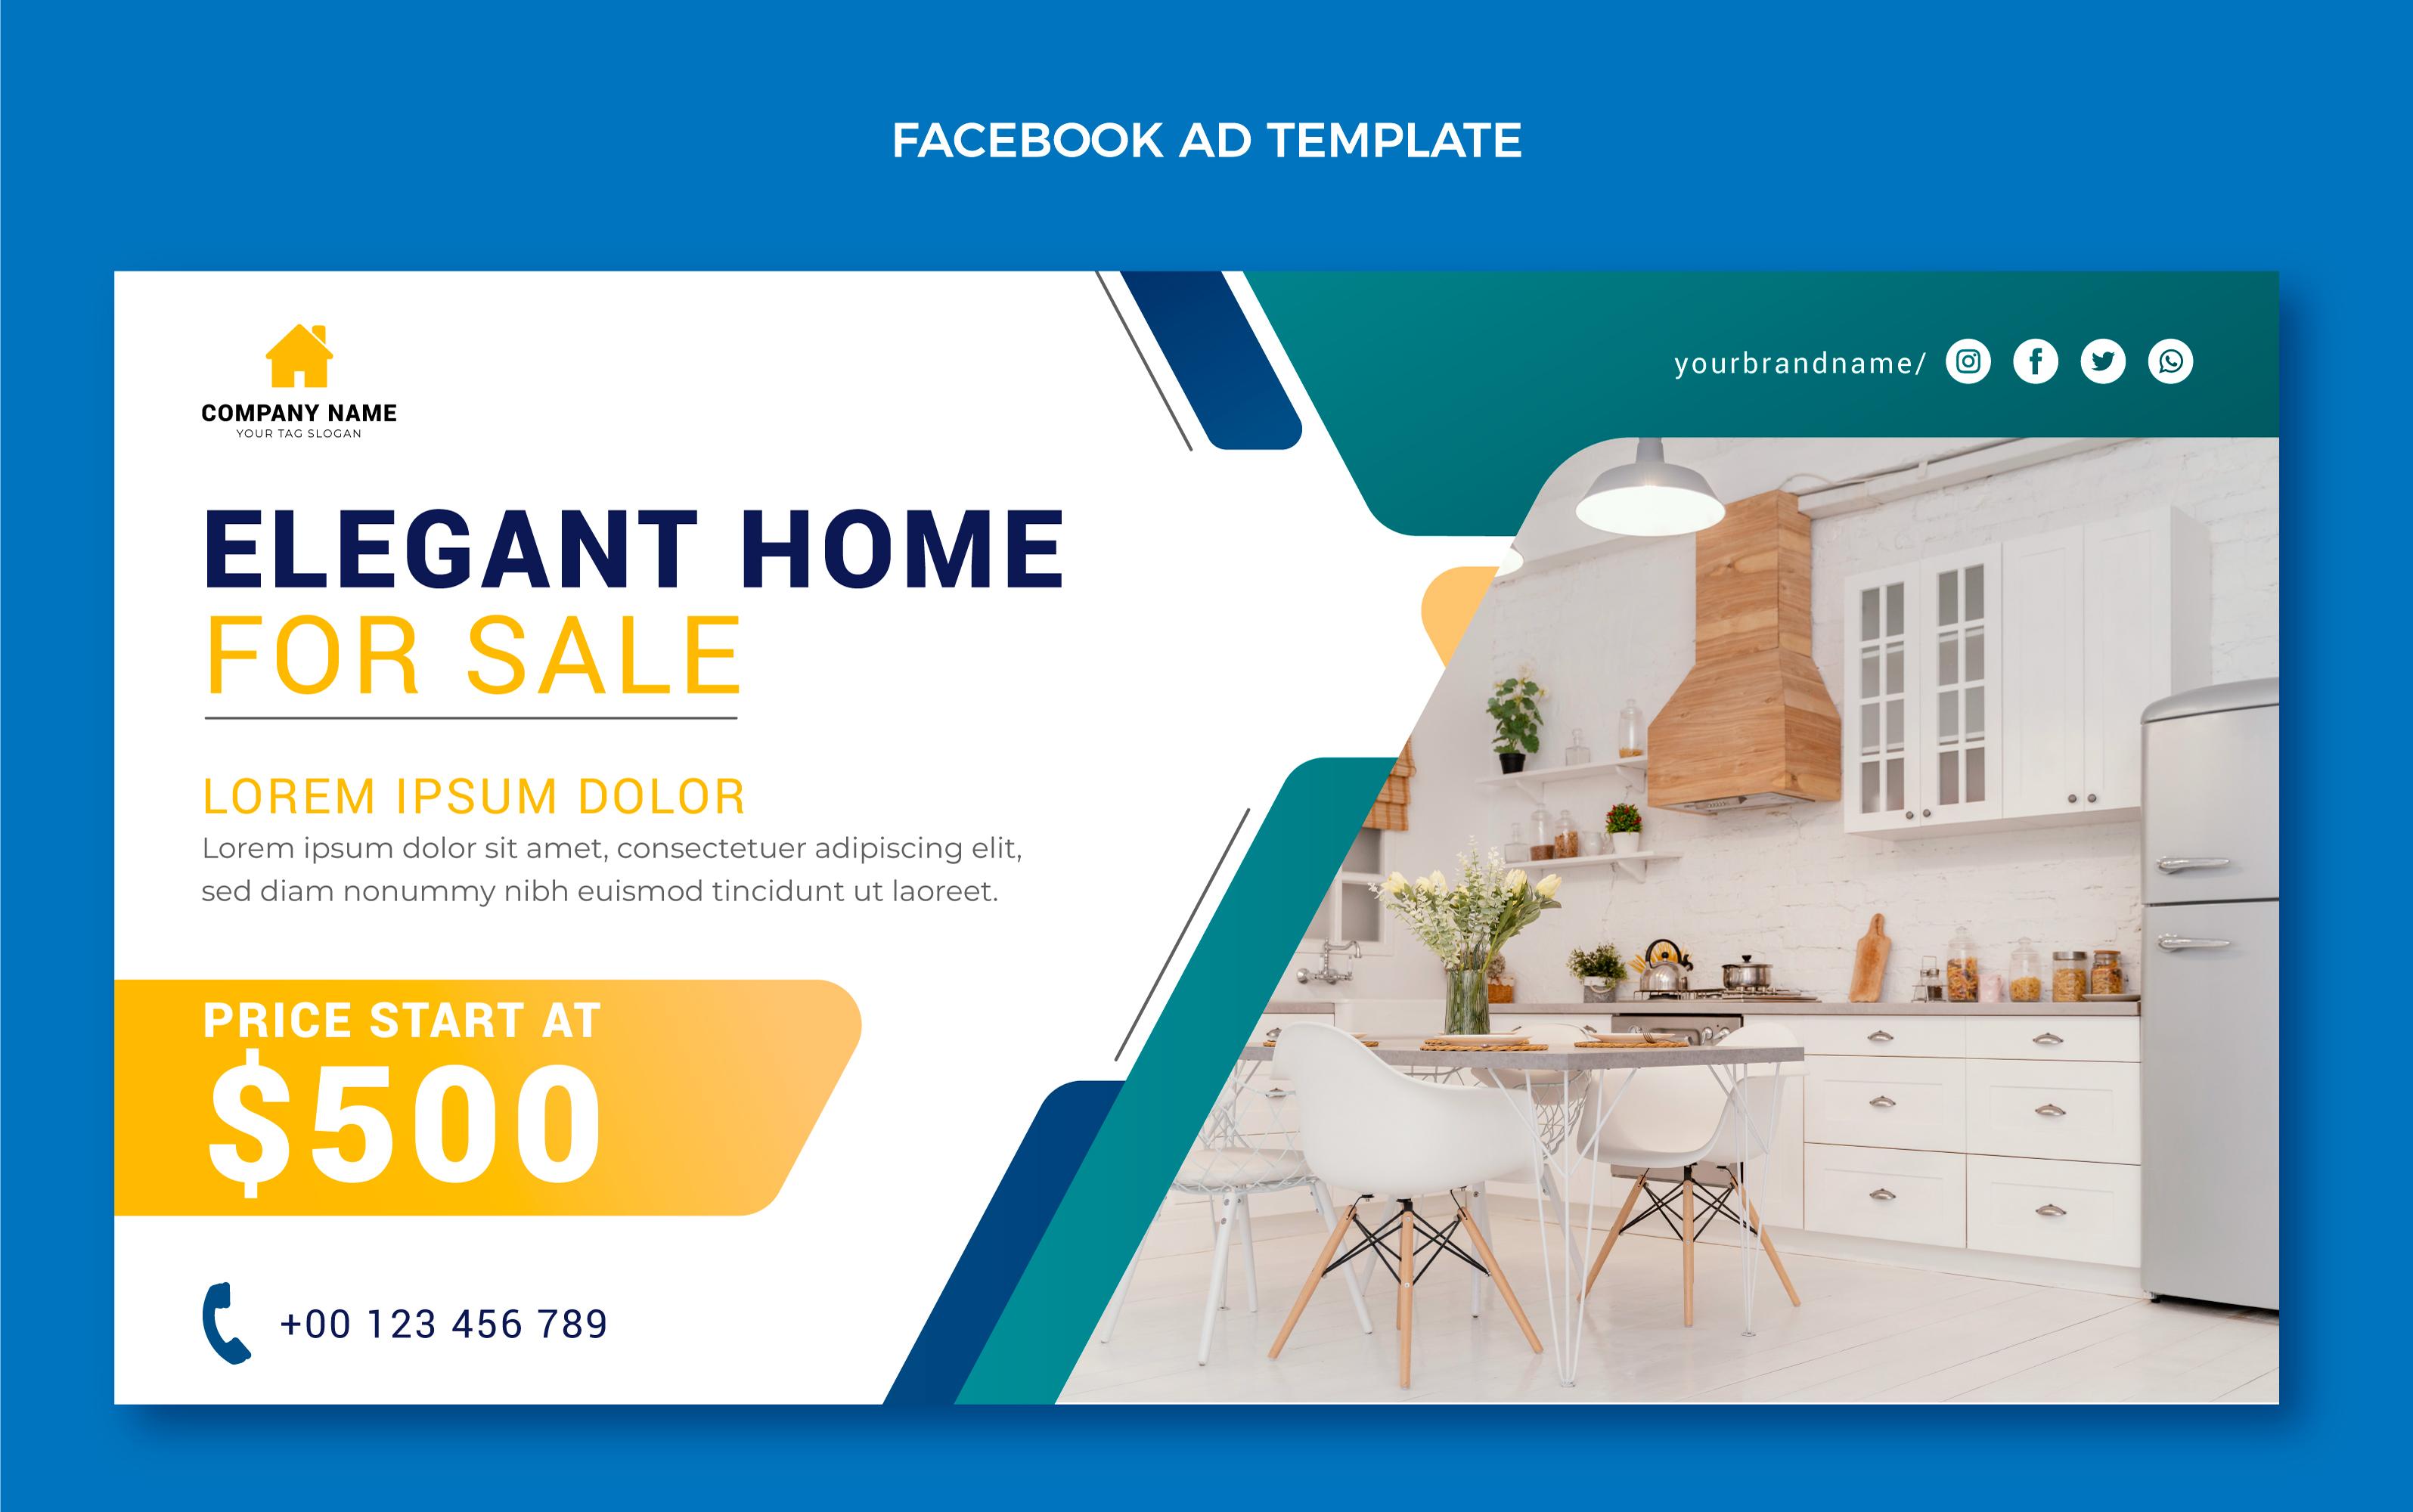 FACEBOOK AD TEMPLATE
COMPANY NAME
YOUR TAG SLOGAN
yourbrandname/
ELEGANT HOME
FOR SALE
LOREM IPSUM DOLOR
Lorem ipsum dolor sit amet, consectetuer adipiscing elit,
sed diam nonummy nibh euismod tincidunt ut laoreet.
PRICE START AT
$500
+00 123 456 789